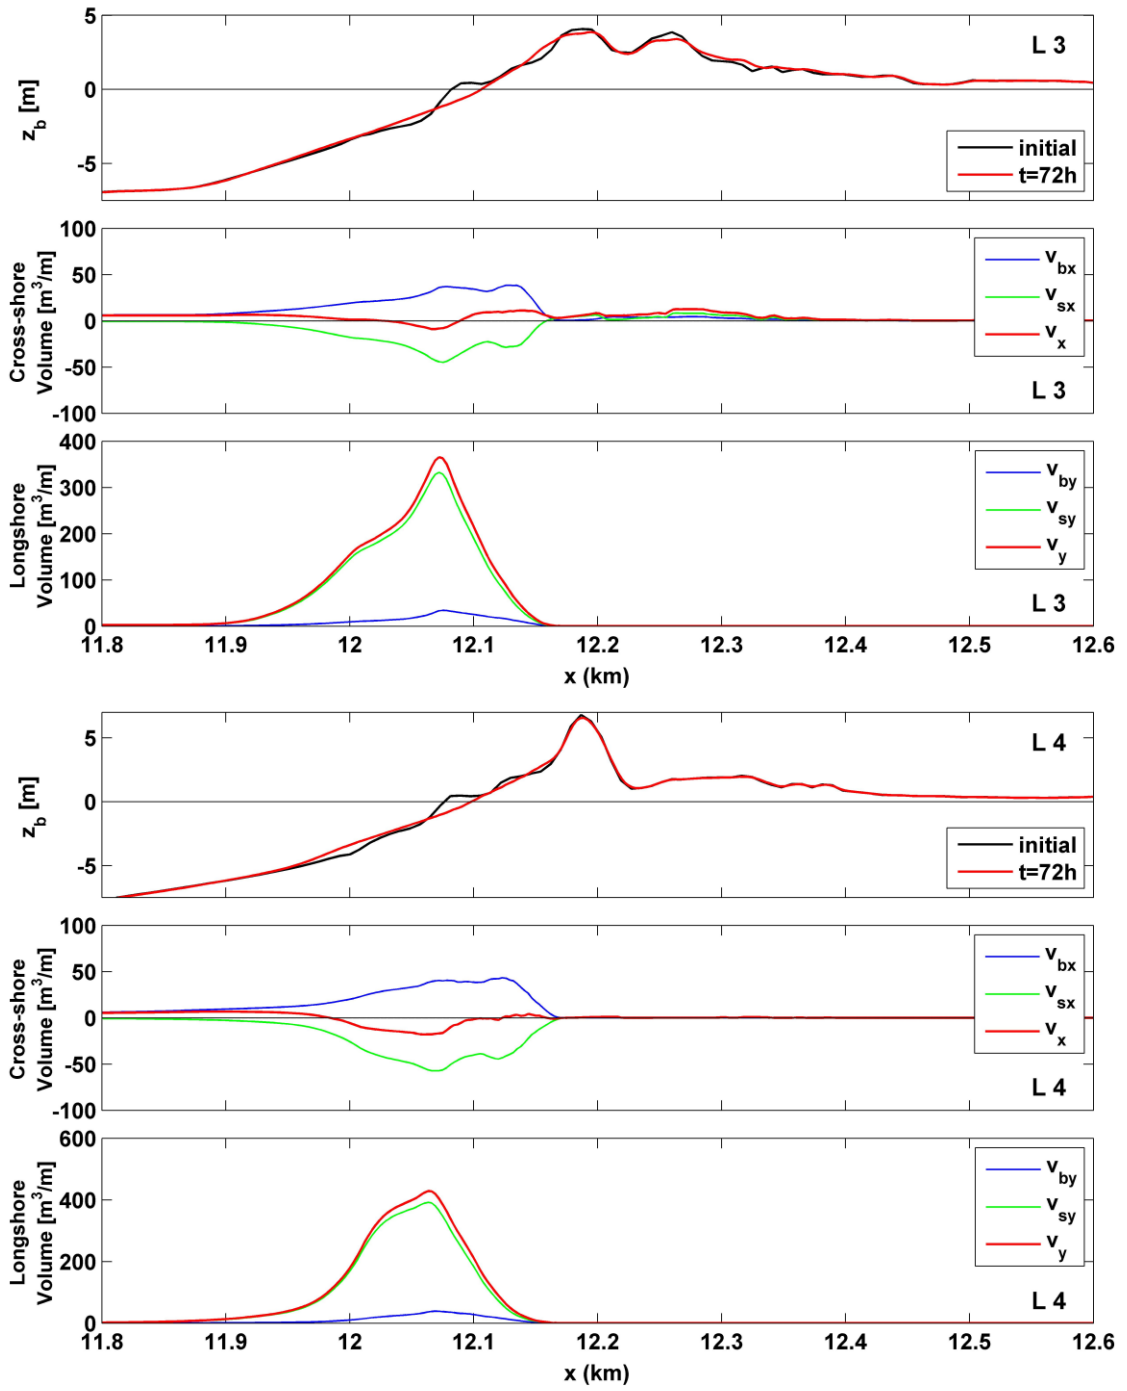 5
0
-5
z_b [m]
L 3
initial
t=72h
100
50
0
-50
-100
Cross-shore
Volume [m^3/m]
v_bx
v_sx
v_x
L 3
400
300
200
100
0
Longshore
Volume [m^3/m]
v_by
v_sy
v_y
L 3
11.8 11.9 12 12.1 12.2 12.3 12.4 12.5 12.6
x (km)
5
0
-5
z_b [m]
L 4
initial
t=72h
100
50
0
-50
-100
Cross-shore
Volume [m^3/m]
v_bx
v_sx
v_x
L 4
600
400
200
0
Longshore
Volume [m^3/m]
v_by
v_sy
v_y
L 4
11.8 11.9 12 12.1 12.2 12.3 12.4 12.5 12.6
x (km)